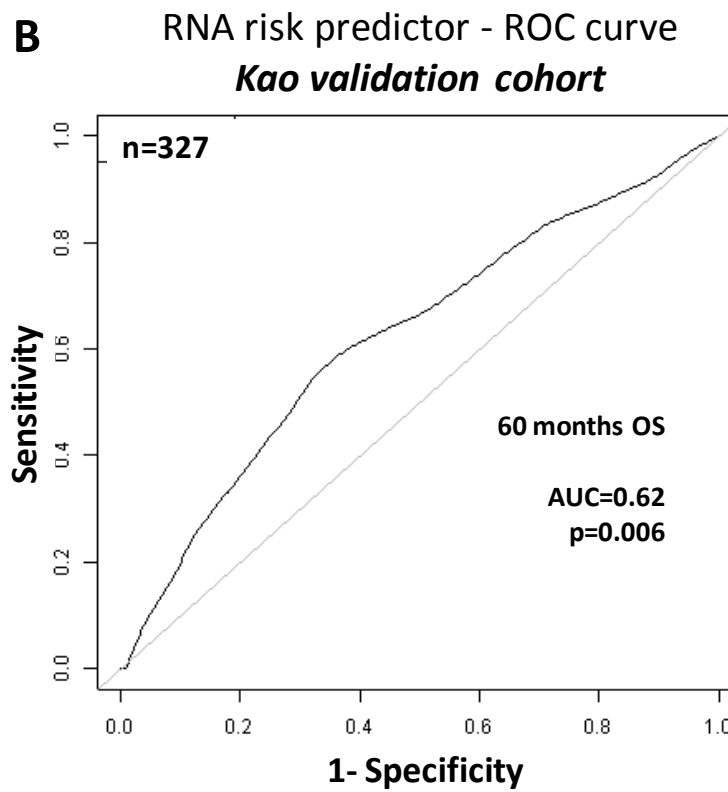 B
RNA risk predictor - ROC curve
Kao validation cohort
n=327
1.0
0.8
0.6
0.4
0.2
0.0
Sensitivity
60 months OS
AUC=0.62
p=0.006
0.0 0.2 0.4 0.6 0.8 1.0
1- Specificity